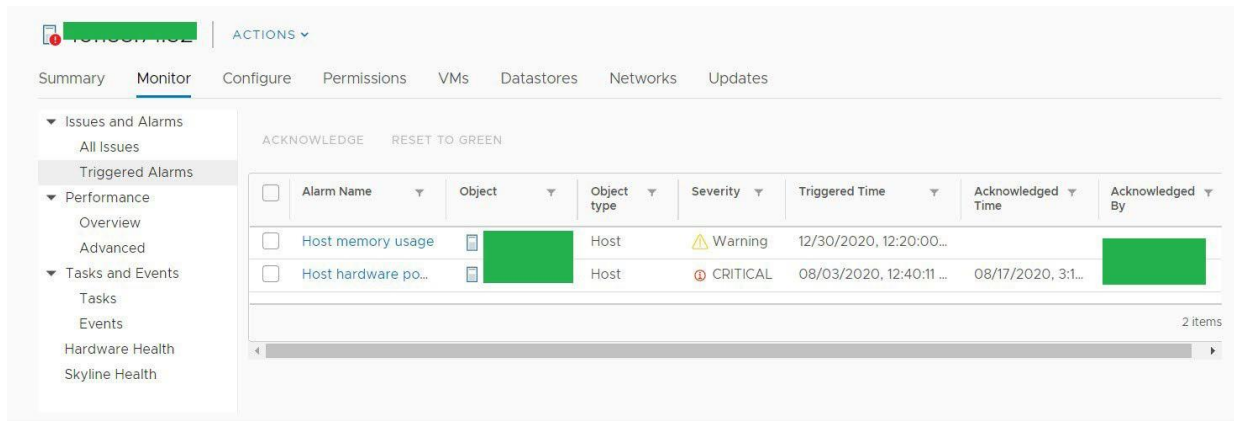 ACTIONS
Summary Monitor Configure Permissions VMs Datastores Networks Updates
Issues and Alarms
All Issues
Triggered Alarms
Performance
Overview
Advanced
Tasks and Events
Tasks
Events
Hardware Health
Skyline Health
ACKNOWLEDGE RESET TO GREEN
Alarm Name Object Object type Severity Triggered Time Acknowledged Time Acknowledged By
Host memory usage Host Warning 12/30/2020, 12:20:00...
Host hardware po... Host CRITICAL 08/03/2020, 12:40:11 ... 08/17/2020, 3:1...
2 items